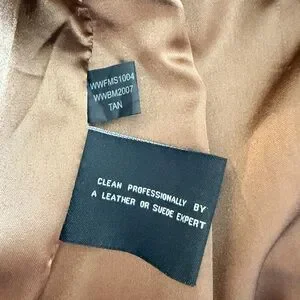 WWFMS1004
WWBM2007
TAN
CLEAN PROFESSIONALLY BY
A LEATHER OR SUEDE EXPERT